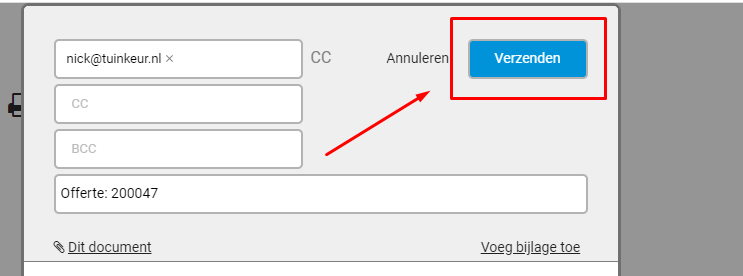 nick@tuinkeur.nl × CC Annuleren Verzenden
CC
BCC
Offerte: 200047
Dit document Voeg bijlage toe